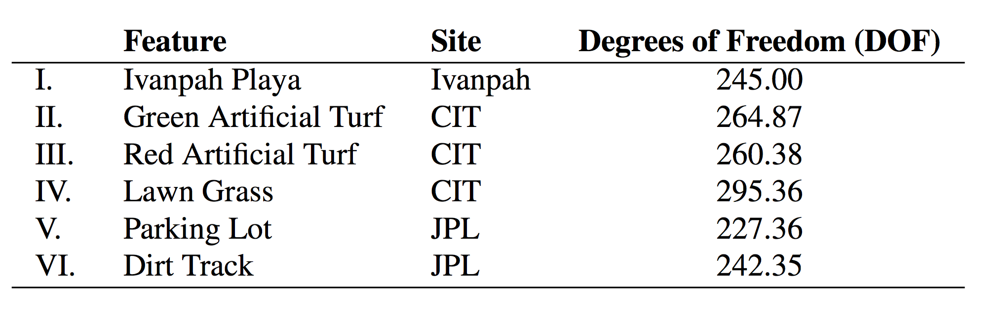 Feature Site Degrees of Freedom (DOF)
I. Ivanpah Playa Ivanpah 245.00
II. Green Artificial Turf CIT 264.87
III. Red Artificial Turf CIT 260.38
IV. Lawn Grass CIT 295.36
V. Parking Lot JPL 227.36
VI. Dirt Track JPL 242.35